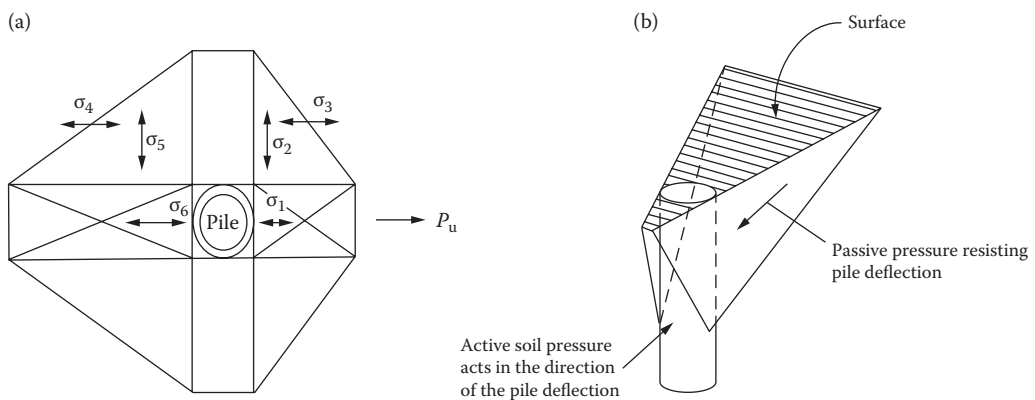 (a)
σ4
σ3
σ5
σ2
σ6
Pile
σ1
Pu
(b)
Surface
Passive pressure resisting
pile deflection
Active soil pressure
acts in the direction
of the pile deflection